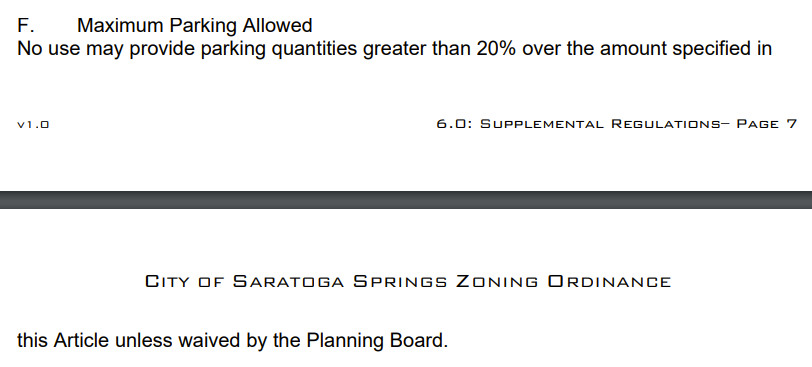 F. Maximum Parking Allowed
No use may provide parking quantities greater than 20% over the amount specified in
v1.0 6.0: Supplemental Regulations– Page 7
City of Saratoga Springs Zoning Ordinance
this Article unless waived by the Planning Board.